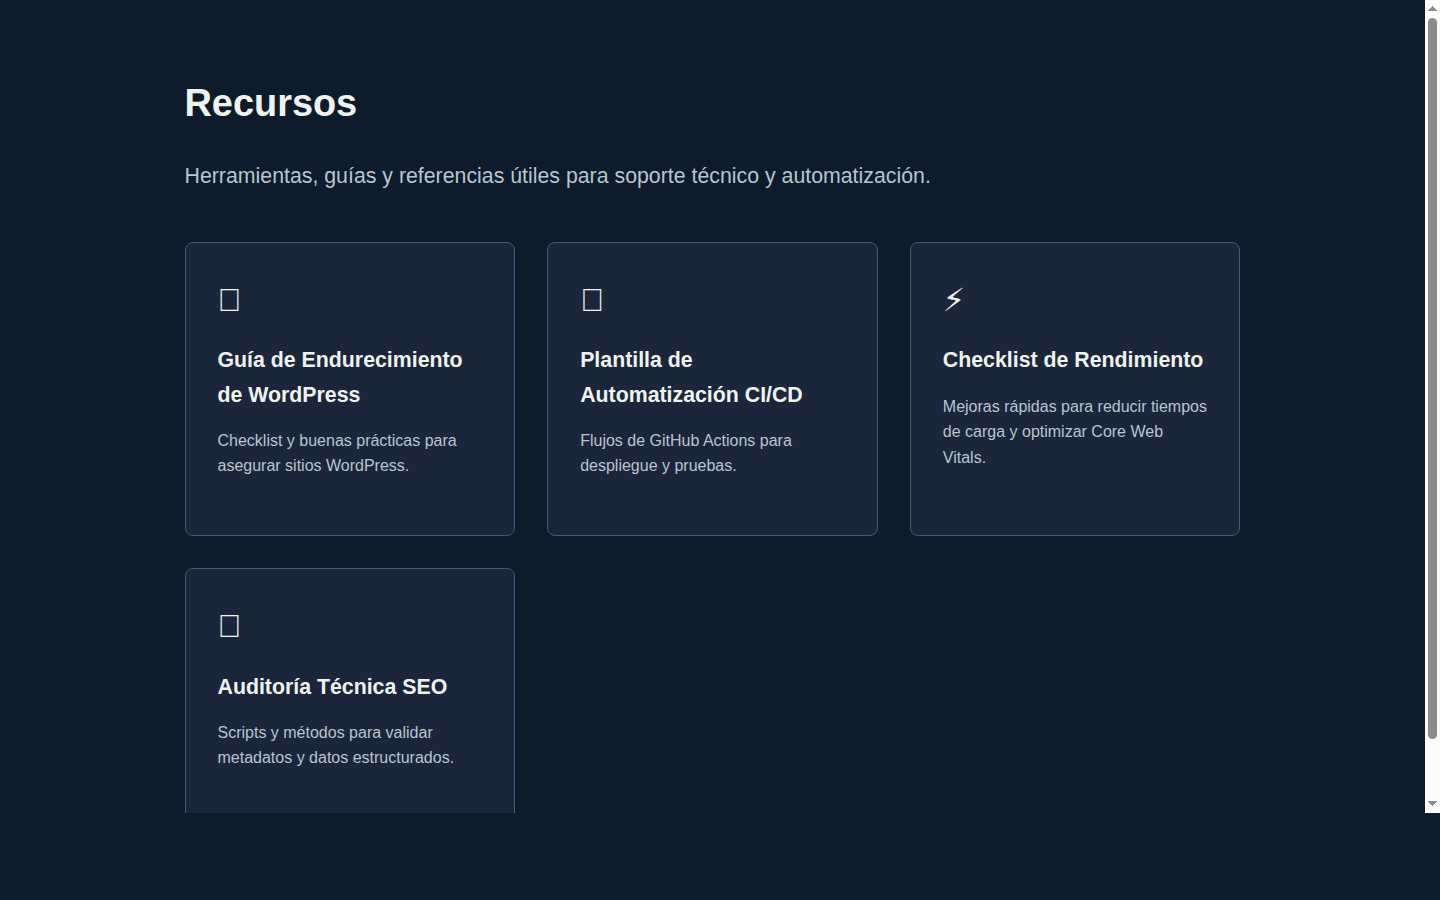 Recursos
Herramientas, guías y referencias útiles para soporte técnico y automatización.
Guía de Endurecimiento
de WordPress
Checklist y buenas prácticas para
asegurar sitios WordPress.
Plantilla de
Automatización CI/CD
Flujos de GitHub Actions para
despliegue y pruebas.
⚡
Checklist de Rendimiento
Mejoras rápidas para reducir tiempos
de carga y optimizar Core Web
Vitals.
Auditoría Técnica SEO
Scripts y métodos para validar
metadatos y datos estructurados.